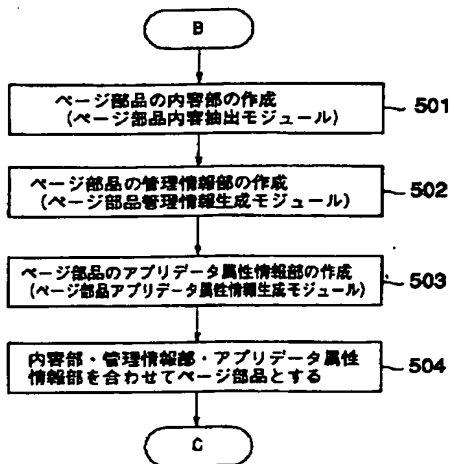 B
ページ部品の内容部の作成
(ページ部品内容抽出モジュール)
501
ページ部品の管理情報部の作成
(ページ部品管理情報生成モジュール)
502
ページ部品のアプリデータ属性情報部の作成
(ページ部品アプリデータ属性情報生成モジュール)
503
内容部・管理情報部・アプリデータ属性
情報部を合わせてページ部品とする
504
C